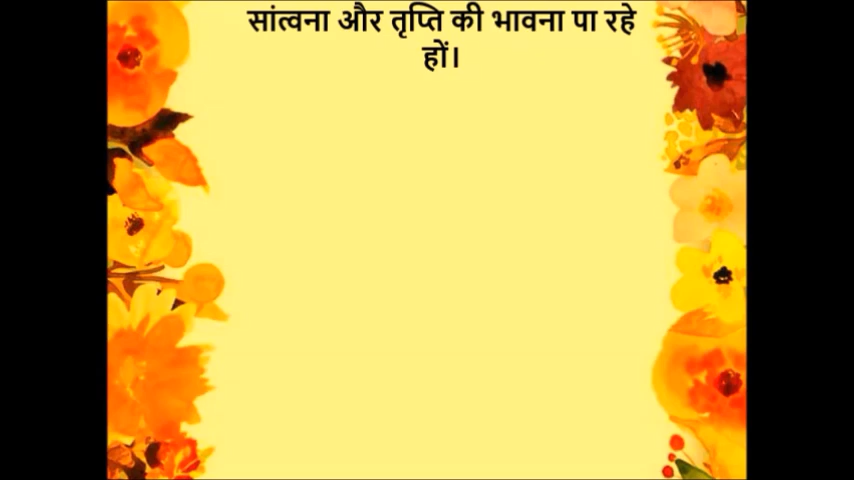 सांत्वना और तृप्ति की भावना पा रहे
हों।